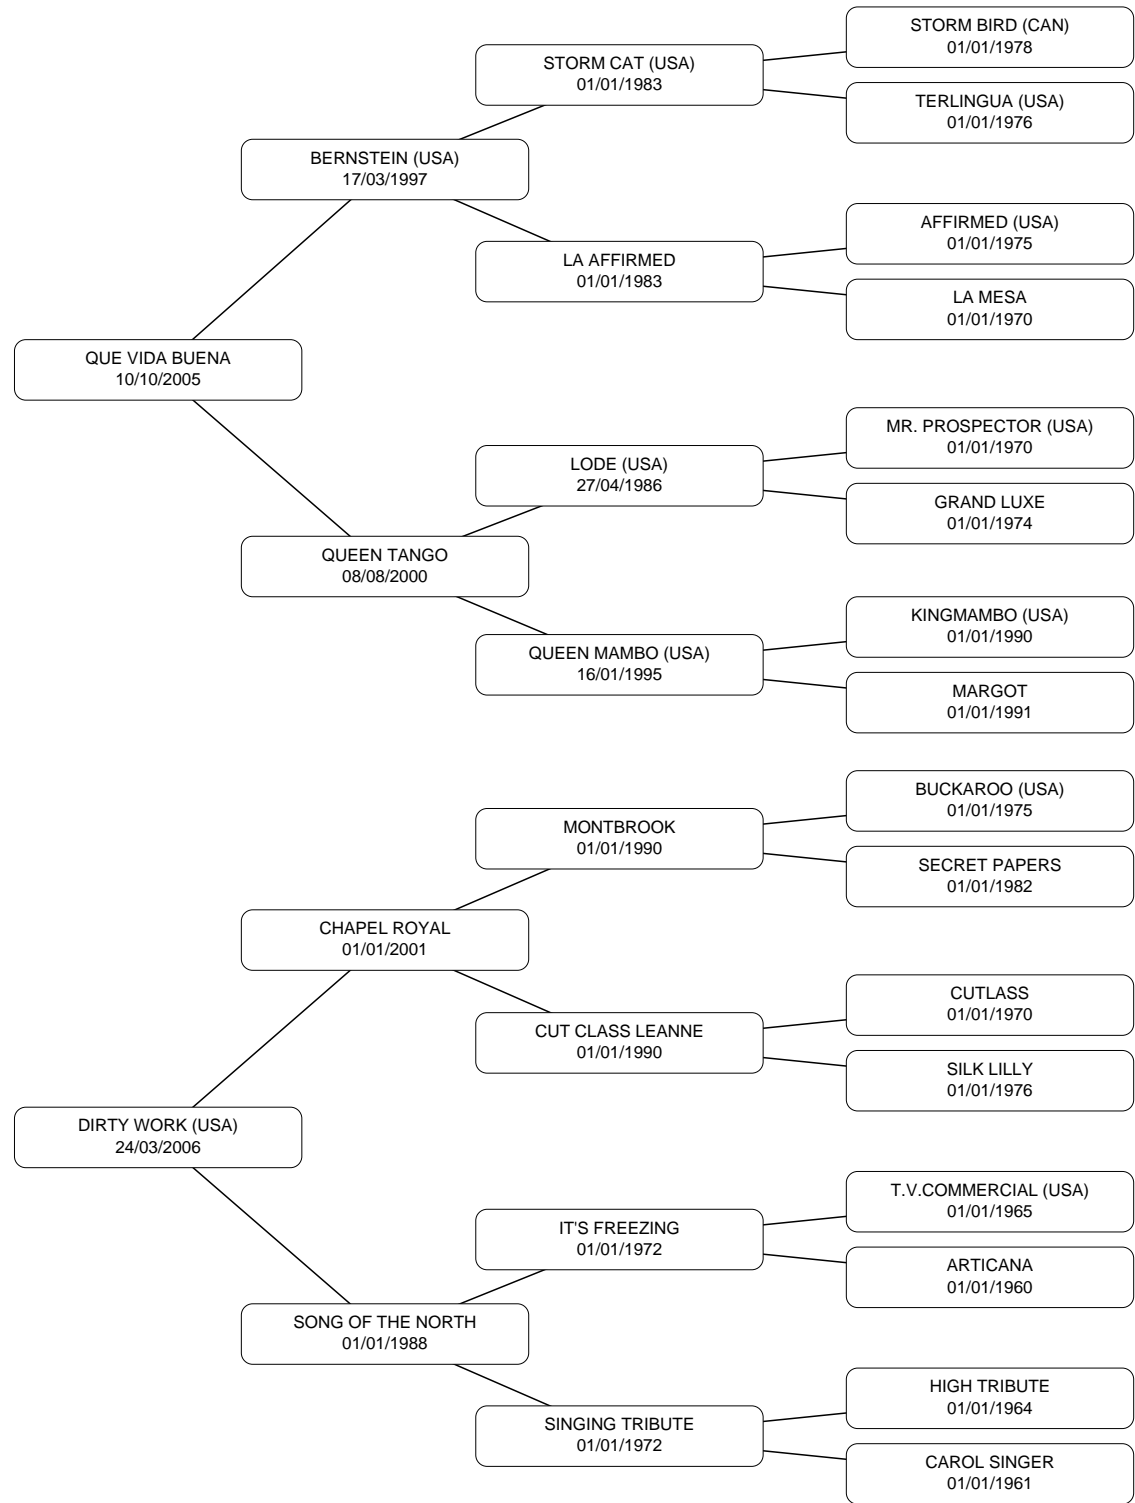 STORM BIRD (CAN)
01/01/1978
STORM CAT (USA)
01/01/1983
TERLINGUA (USA)
01/01/1976
BERNSTEIN (USA)
17/03/1997
AFFIRMED (USA)
01/01/1975
LA AFFIRMED
01/01/1983
LA MESA
01/01/1970
QUE VIDA BUENA
10/10/2005
MR. PROSPECTOR (USA)
01/01/1970
LODE (USA)
27/04/1986
GRAND LUXE
01/01/1974
QUEEN TANGO
08/08/2000
KINGMAMBO (USA)
01/01/1990
QUEEN MAMBO (USA)
16/01/1995
MARGOT
01/01/1991
BUCKAROO (USA)
01/01/1975
MONTBROOK
01/01/1990
SECRET PAPERS
01/01/1982
CHAPEL ROYAL
01/01/2001
CUTLASS
01/01/1970
CUT CLASS LEANNE
01/01/1990
SILK LILLY
01/01/1976
DIRTY WORK (USA)
24/03/2006
T.V.COMMERCIAL (USA)
01/01/1965
IT'S FREEZING
01/01/1972
ARTICANA
01/01/1960
SONG OF THE NORTH
01/01/1988
HIGH TRIBUTE
01/01/1964
SINGING TRIBUTE
01/01/1972
CAROL SINGER
01/01/1961